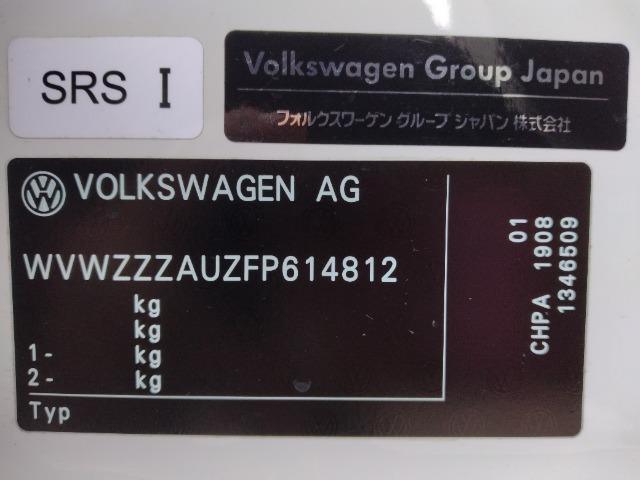 SRS I
Volkswagen Group Japan
フォルクスワーゲン グループ ジャパン 株式会社
VOLKSWAGEN AG
WVWZZZAUZFP614812
kg
kg
1- kg
2- kg
Typ
01
CHPA 1908
1346509